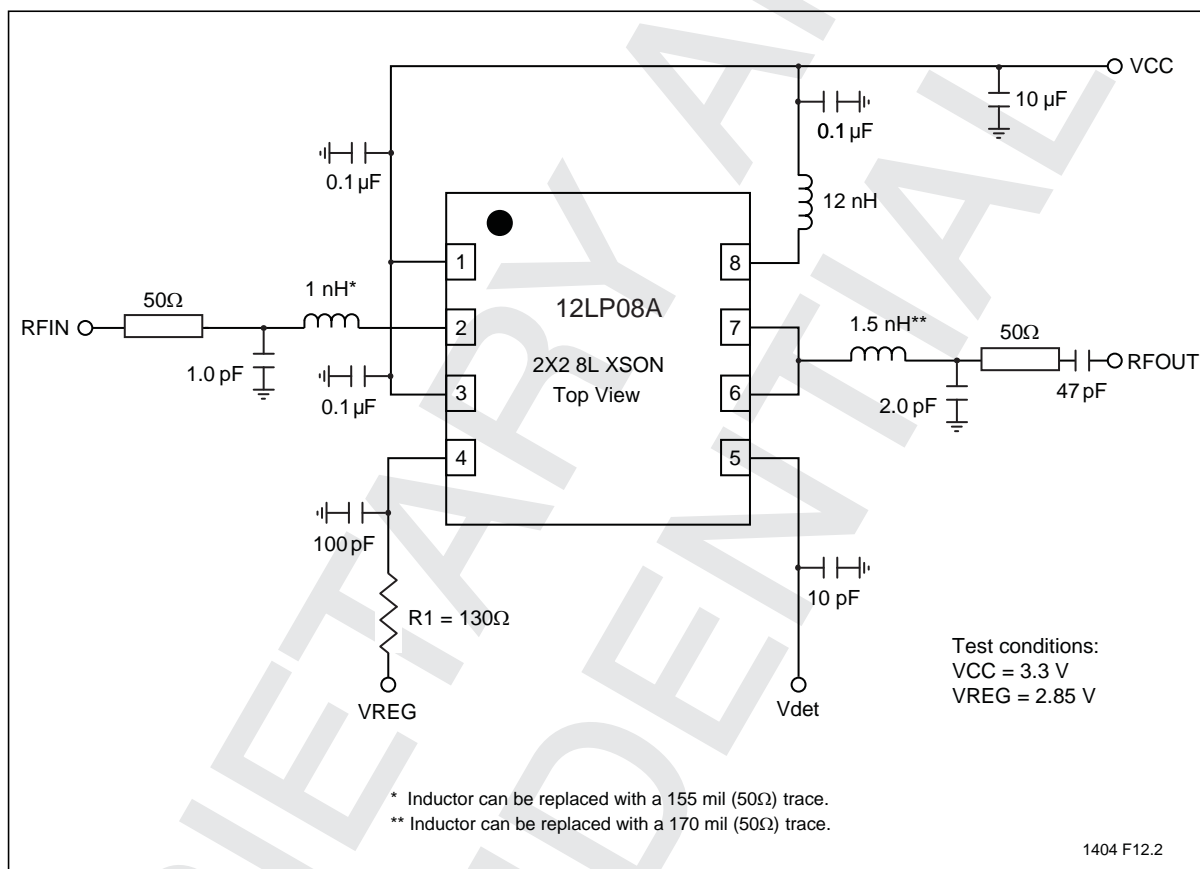 VCC
10 µF
0.1 µF
0.1 µF
12 nH
1
8
1 nH*
50Ω
12LP08A
RFIN
2
7
1.5 nH**
50Ω
RFOUT
1.0 pF
2X2 8L XSON
Top View
0.1 µF
3
6
2.0 pF
47 pF
4
5
100 pF
10 pF
R1 = 130Ω
VREG
Vdet
Test conditions:
VCC = 3.3 V
VREG = 2.85 V
* Inductor can be replaced with a 155 mil (50Ω) trace.
** Inductor can be replaced with a 170 mil (50Ω) trace.
1404 F12.2